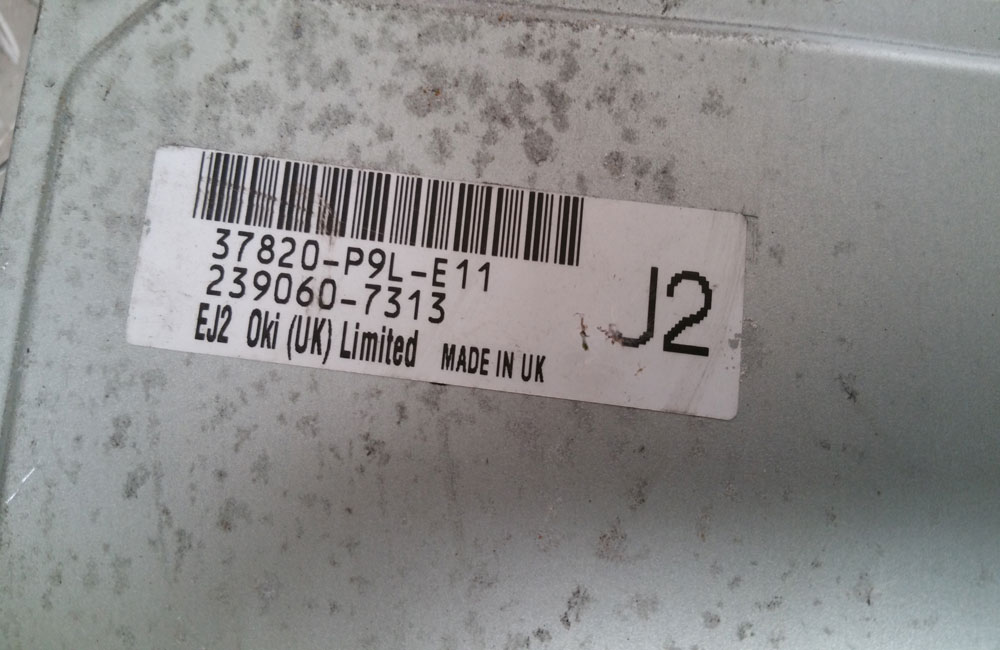 37820-P9L-E11
239060-7313
EJ2 Oki (UK) Limited MADE IN UK
J2